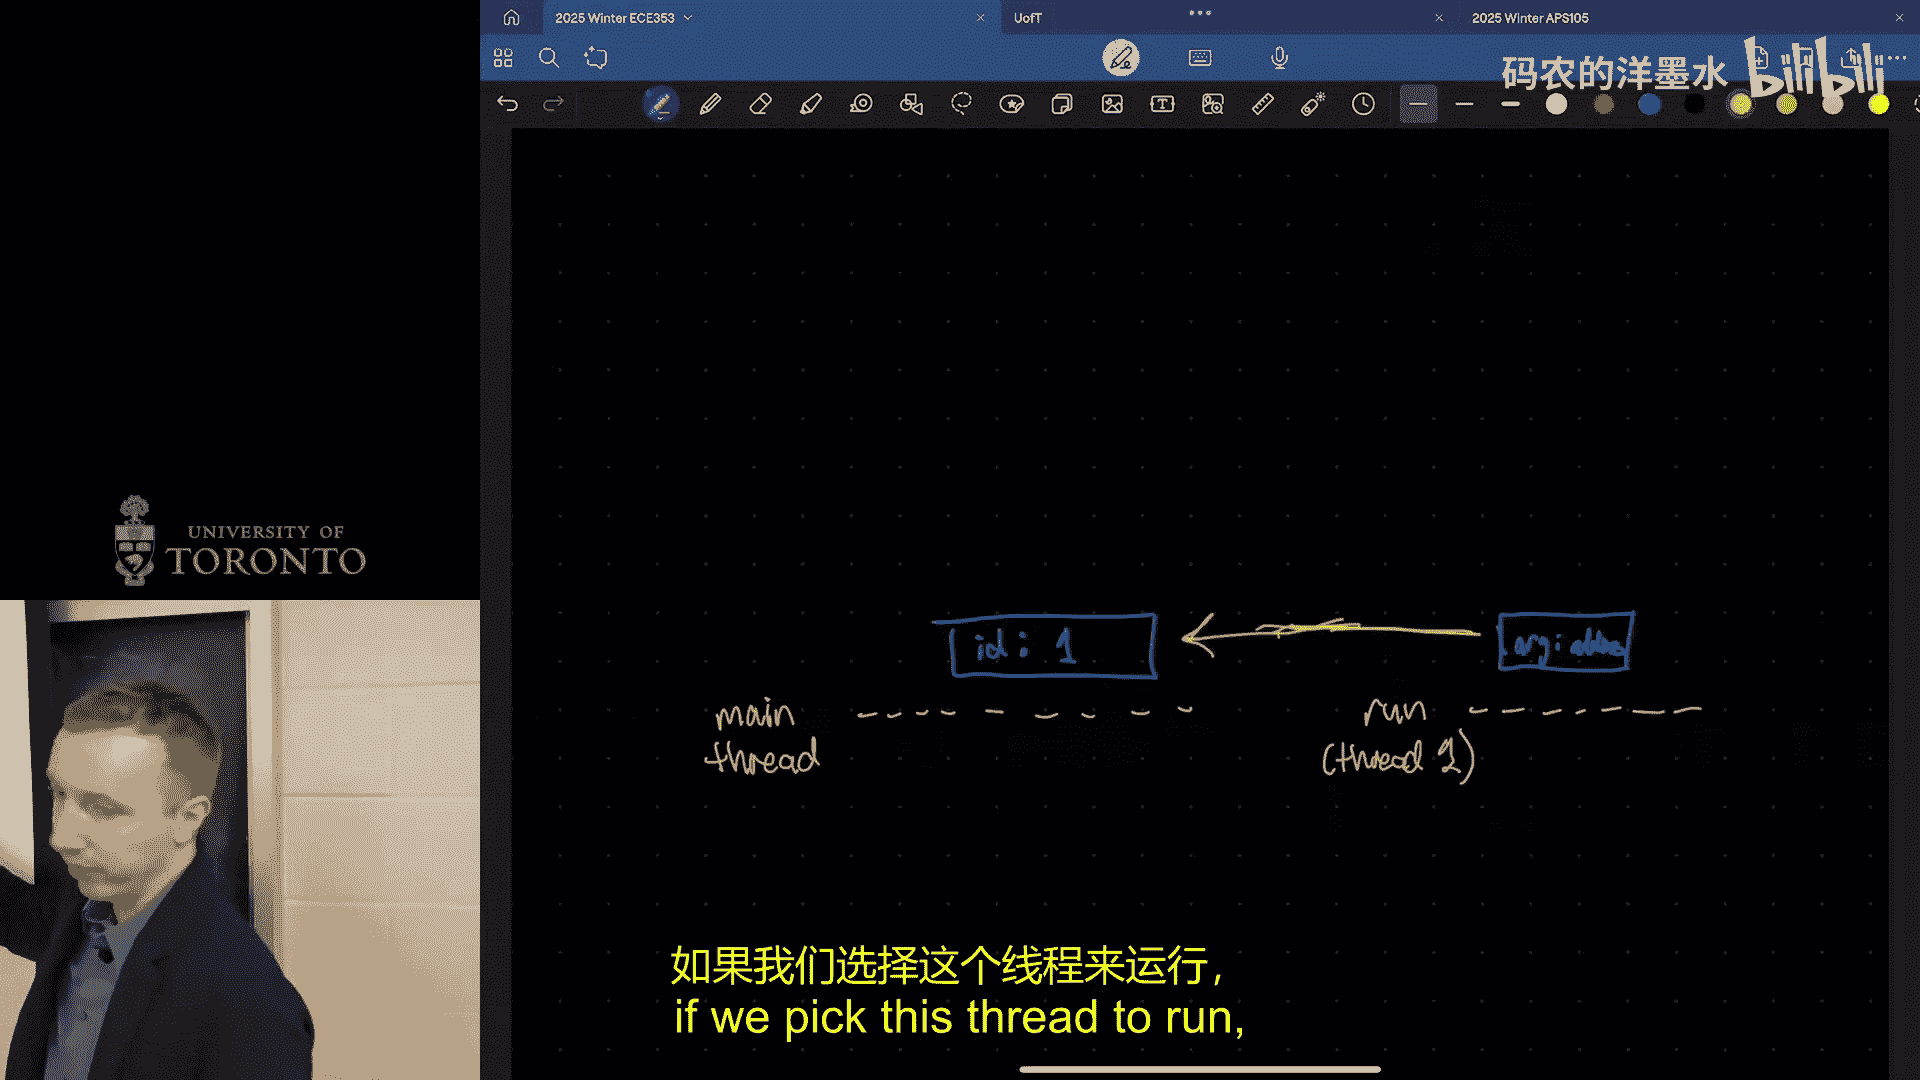 2025 Winter ECE353
UofT
2025 Winter APS105
码农的洋墨水 bilibili
UNIVERSITY OF
TORONTO
id: 1
arg:
main
thread
run
(thread 1)
如果我们选择这个线程来运行，
if we pick this thread to run,